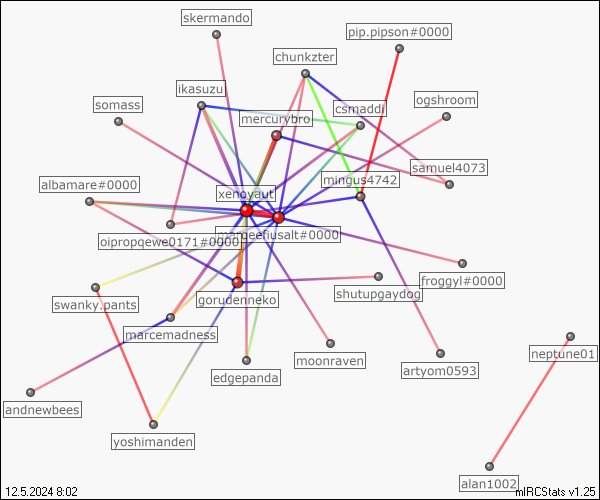 skermando
pip.pipson#0000
chunkzter
ikasuzu
ogshroom
somass
csmaddi
mercurybro
samuel4073
mingus4742
albamare#0000
xenoyaut
oipropqewe0171#0000
froggyl#0000
shutupgaydog
gorudenneko
swanky.pants
marcemadness
moonraven
neptune01
artyom0593
edgepanda
andnewbees
yoshimanden
alan1002
12.5.2024 8:02
mIRCStats v1.25